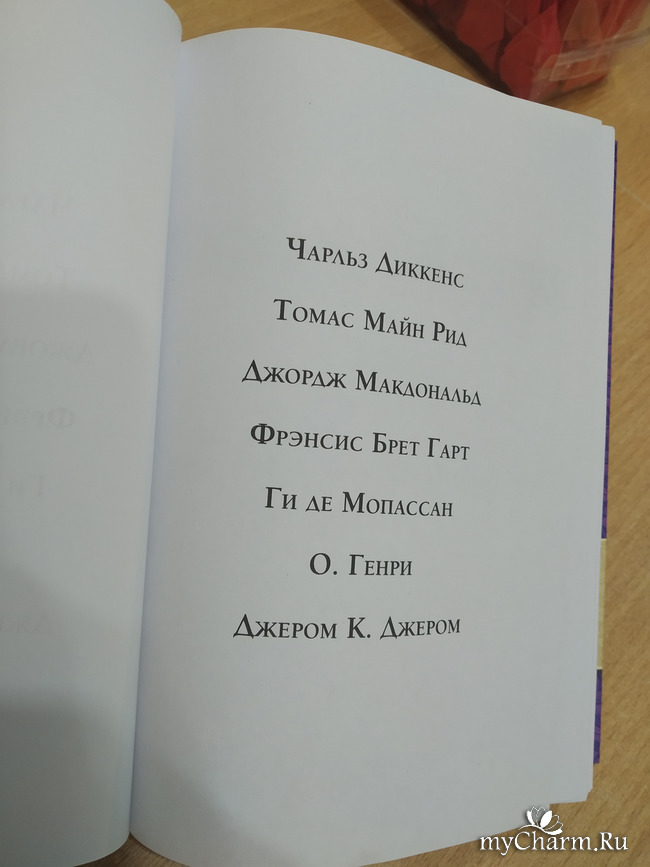 Чарльз Диккенс
Томас Майн Рид
Джордж Макдональд
Фрэнсис Брет Гарт
Ги де Мопассан
О. Генри
Джером К. Джером
myCharm.Ru